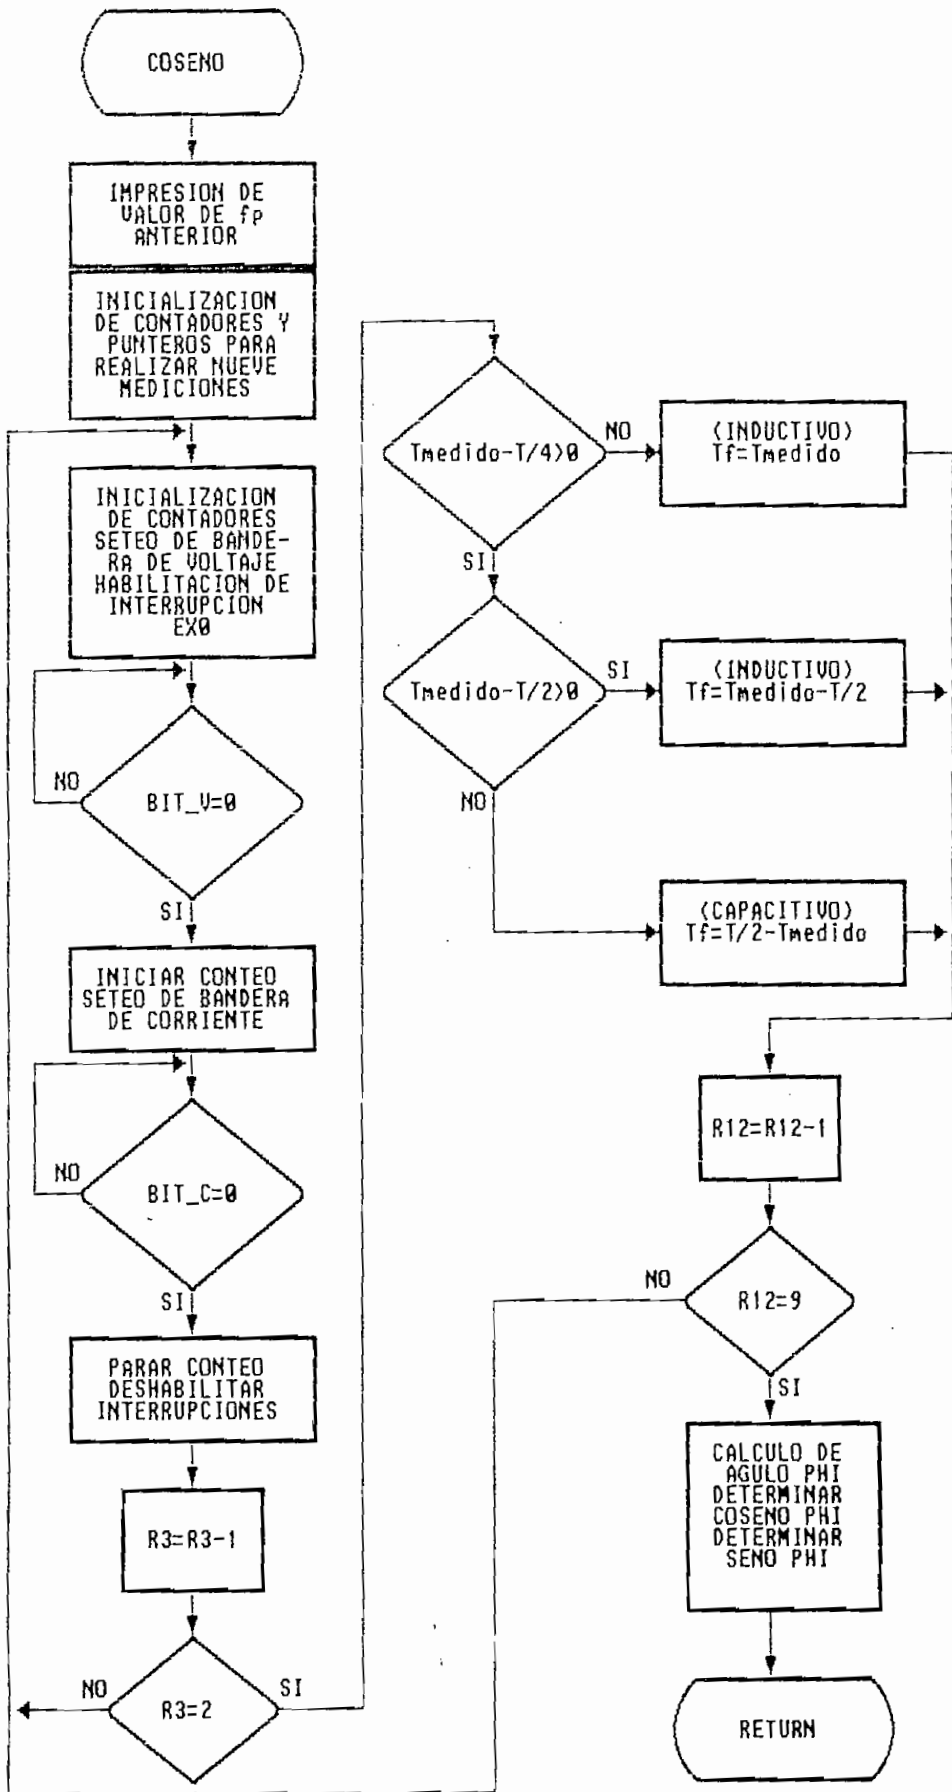 COSENO
IMPRESION DE
VALOR DE fp
ANTERIOR
INICIALIZACION
DE CONTADORES Y
PUNTEROS PARA
REALIZAR NUEVE
MEDICIONES
INICIALIZACION
DE CONTADORES
SETEO DE BANDE-
RA DE VOLTAJE
HABILITACION DE
INTERRUPCION
EX0
NO
BIT_V=0
SI
INICIAR CONTEO
SETEO DE BANDERA
DE CORRIENTE
NO
BIT_C=0
SI
PARAR CONTEO
DESHABILITAR
INTERRUPCIONES
R3=R3-1
NO
R3=2
SI
Tmedido-T/4>0
NO
(INDUCTIVO)
Tf=Tmedido
SI
Tmedido-T/2>0
SI
(INDUCTIVO)
Tf=Tmedido-T/2
NO
(CAPACITIVO)
Tf=T/2-Tmedido
R12=R12-1
NO
R12=9
SI
CALCULO DE
AGULO PHI
DETERMINAR
COSENO PHI
DETERMINAR
SENO PHI
RETURN